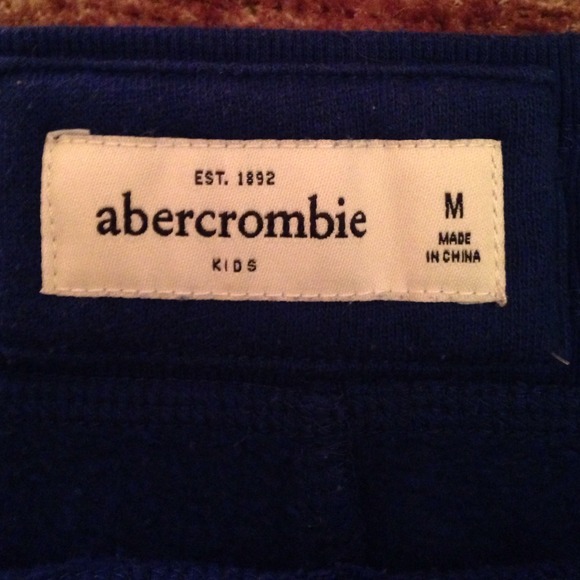 EST. 1892
abercrombie
KIDS
M
MADE
IN CHINA